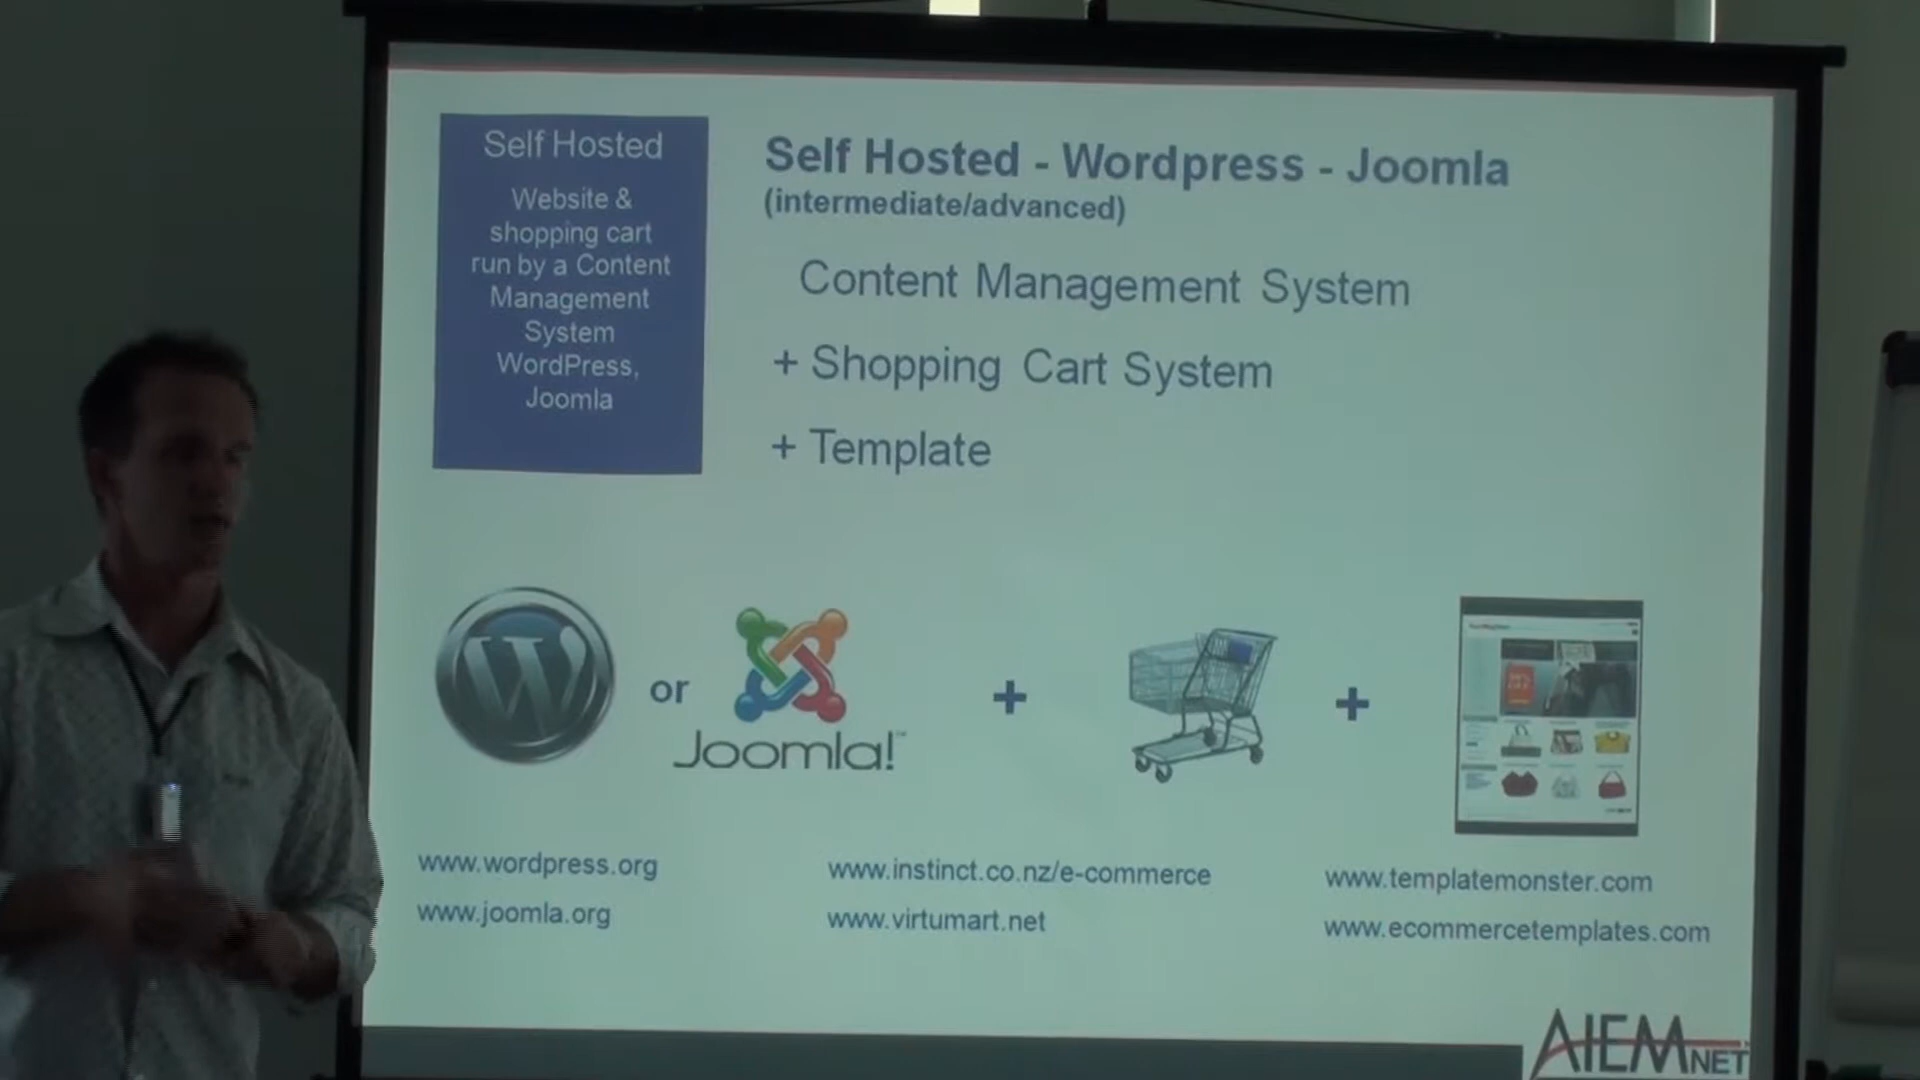 Self Hosted
Website &
shopping cart
run by a Content
Management
System
WordPress,
Joomla
Self Hosted - Wordpress - Joomla
(intermediate/advanced)
Content Management System
+ Shopping Cart System
+ Template
or
Joomla!
+
+
www.wordpress.org
www.joomla.org
www.instinct.co.nz/e-commerce
www.virtumart.net
www.templatemonster.com
www.ecommercetemplates.com
AIEMNET